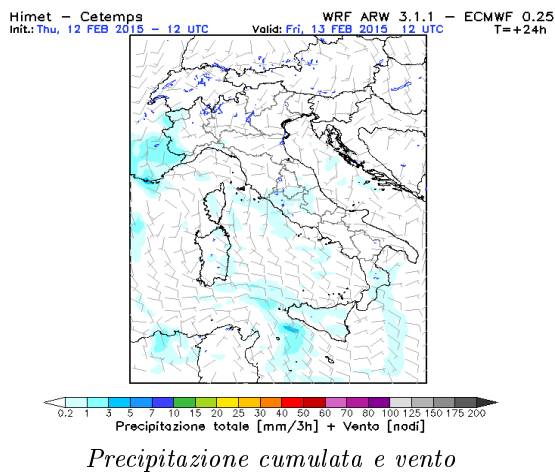 Himet – Cetemps WRF ARW 3.1.1 – ECMWF 0.25
Init.: Thu, 12 FEB 2015 – 12 UTC Valid: Fri, 13 FEB 2015 12 UTC T=+24h
0.2 1 3 5 7 10 15 20 25 30 40 50 60 70 80 100 125 150 175 200
Precipitazione totale [mm/3h] + Vento [nodi]
Precipitazione cumulata e vento